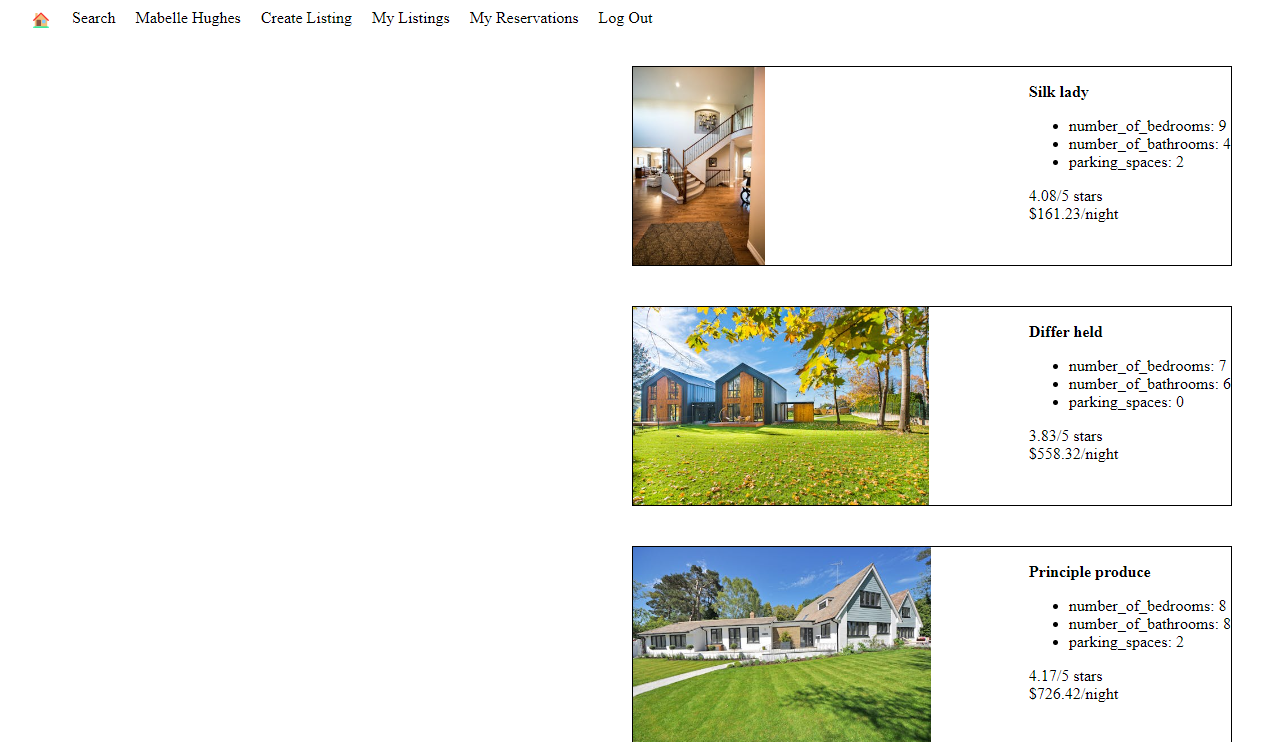 Search Mabelle Hughes Create Listing My Listings My Reservations Log Out
Silk lady
number_of_bedrooms: 9
number_of_bathrooms: 4
parking_spaces: 2
4.08/5 stars
$161.23/night
Differ held
number_of_bedrooms: 7
number_of_bathrooms: 6
parking_spaces: 0
3.83/5 stars
$558.32/night
Principle produce
number_of_bedrooms: 8
number_of_bathrooms: 8
parking_spaces: 2
4.17/5 stars
$726.42/night